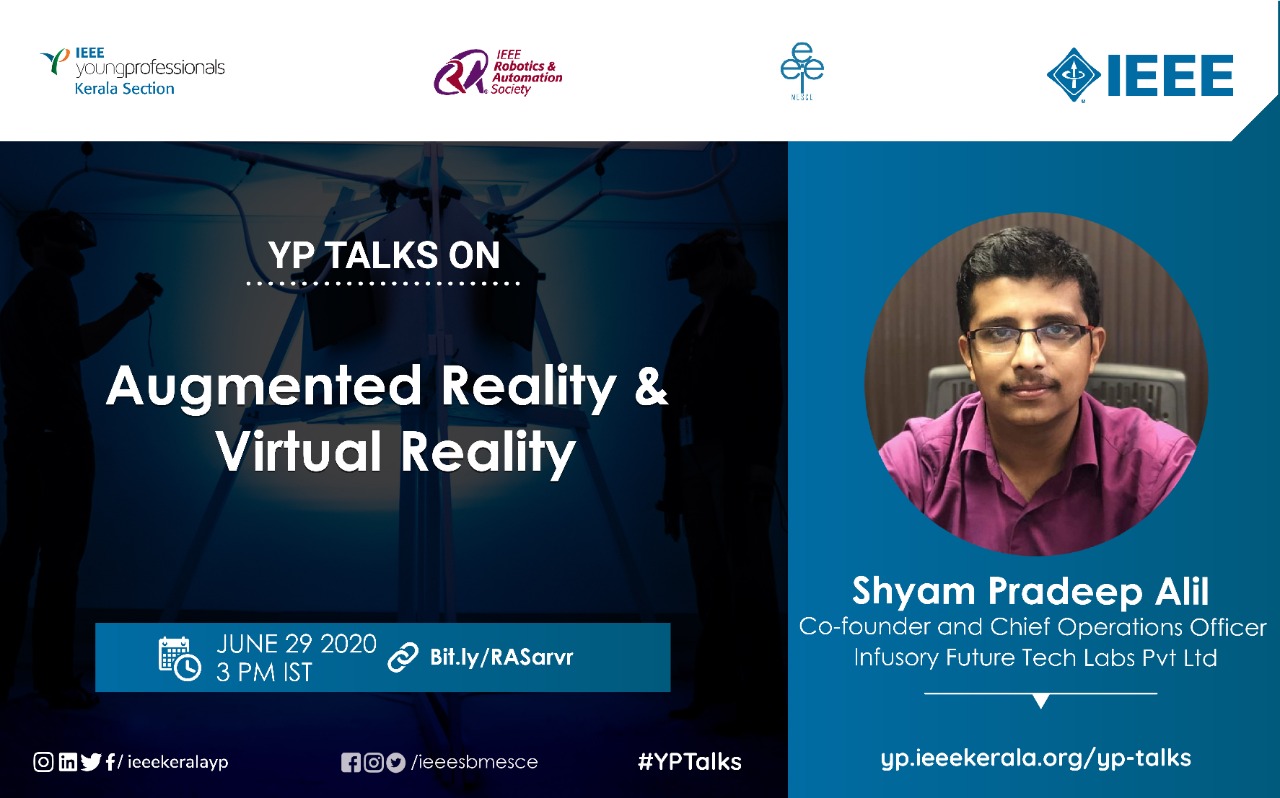 IEEE
youngprofessionals
Kerala Section
IEEE
Robotics &
Automation
Society
IEEE
YP TALKS ON
Augmented Reality &
Virtual Reality
JUNE 29 2020
3 PM IST
Bit.ly/RASarvr
/ ieeekeralayp
/ieeesbmesce
#YPTalks
Shyam Pradeep Alil
Co-founder and Chief Operations Officer
Infusory Future Tech Labs Pvt Ltd
yp.ieeekerala.org/yp-talks